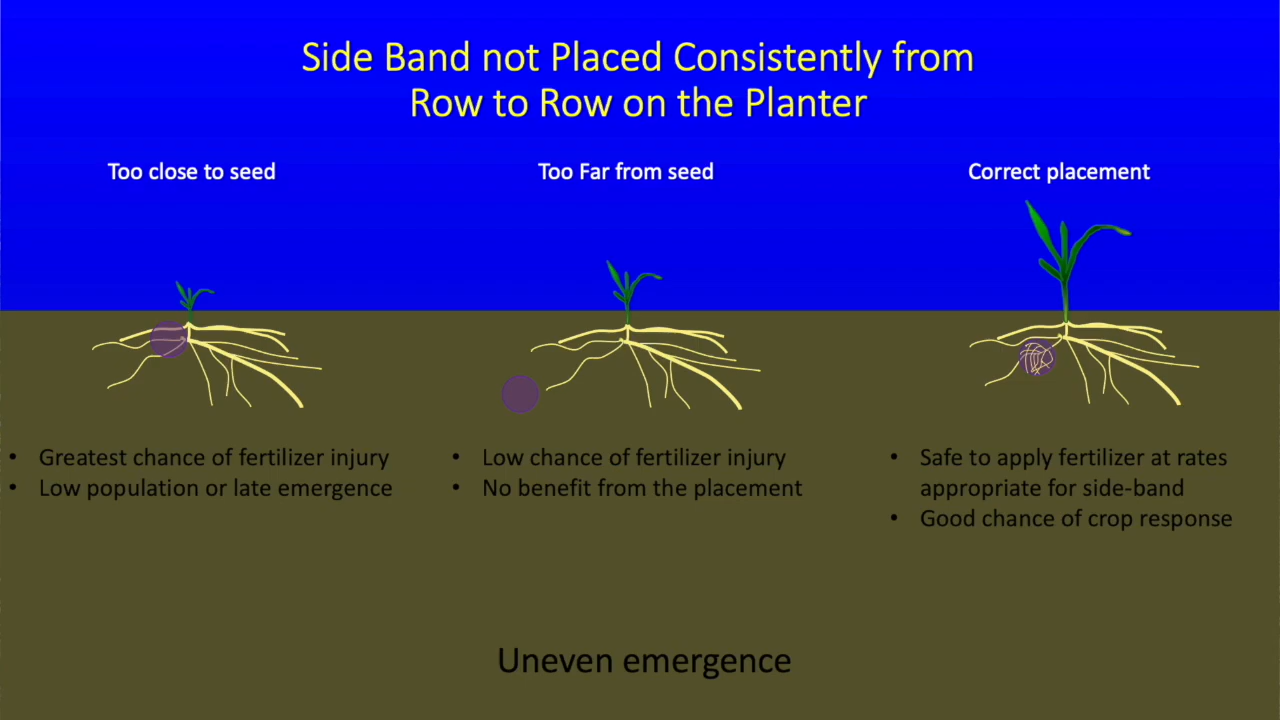 Side Band not Placed Consistently from
Row to Row on the Planter
Too close to seed
Too Far from seed
Correct placement
• Greatest chance of fertilizer injury
• Low population or late emergence
• Low chance of fertilizer injury
• No benefit from the placement
• Safe to apply fertilizer at rates
appropriate for side-band
• Good chance of crop response
Uneven emergence